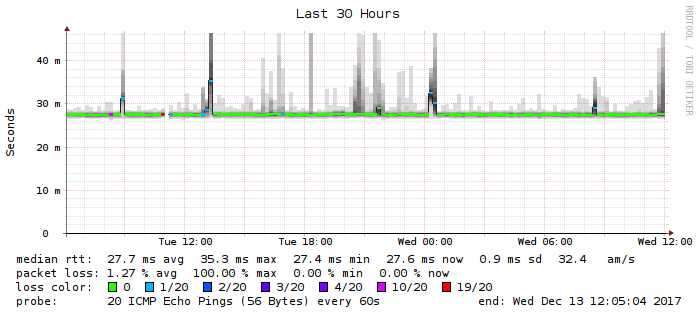 Last 30 Hours
RRDTOOL / TOBI OETIKER
Seconds
40 m
30 m
20 m
10 m
0
Tue 12:00 Tue 18:00 Wed 00:00 Wed 06:00 Wed 12:00
median rtt: 27.7 ms avg 35.3 ms max 27.4 ms min 27.6 ms now 0.9 ms sd 32.4 am/s
packet loss: 1.27 % avg 100.00 % max 0.00 % min 0.00 % now
loss color: 0 1/20 2/20 3/20 4/20 10/20 19/20
probe: 20 ICMP Echo Pings (56 Bytes) every 60s end: Wed Dec 13 12:05:04 2017